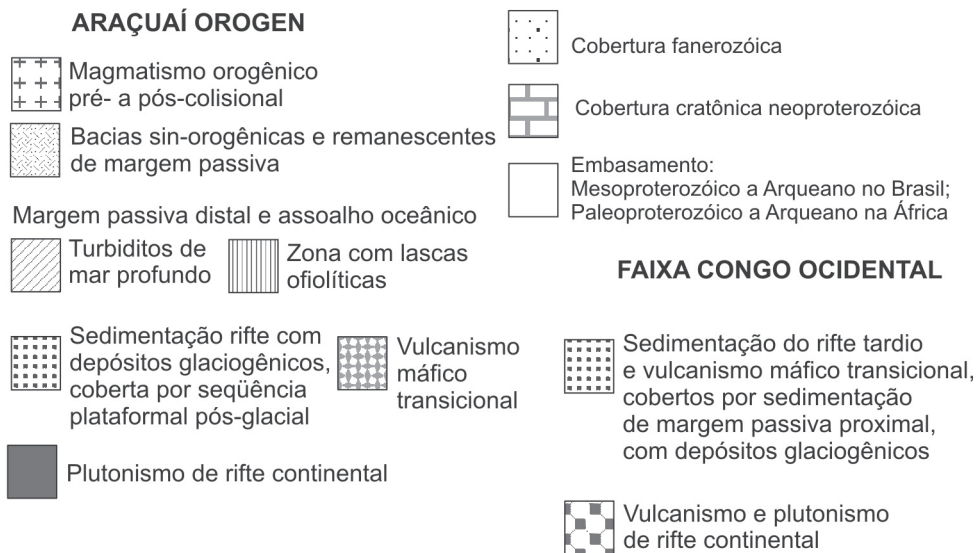 ARAÇUAÍ OROGEN
Magmatismo orogênico
pré- a pós-colisional
Bacias sin-orogênicas e remanescentes
de margem passiva
Margem passiva distal e assoalho oceânico
Turbiditos de
mar profundo
Zona com lascas
ofiolíticas
Sedimentação rifte com
depósitos glaciogênicos,
coberta por seqüência
plataformal pós-glacial
Vulcanismo
máfico
transicional
Plutonismo de rifte continental
Cobertura fanerozóica
Cobertura cratônica neoproterozóica
Embasamento:
Mesoproterozóico a Arqueano no Brasil;
Paleoproterozóico a Arqueano na África
FAIXA CONGO OCIDENTAL
Sedimentação do rifte tardio
e vulcanismo máfico transicional,
cobertos por sedimentação
de margem passiva proximal,
com depósitos glaciogênicos
Vulcanismo e plutonismo
de rifte continental